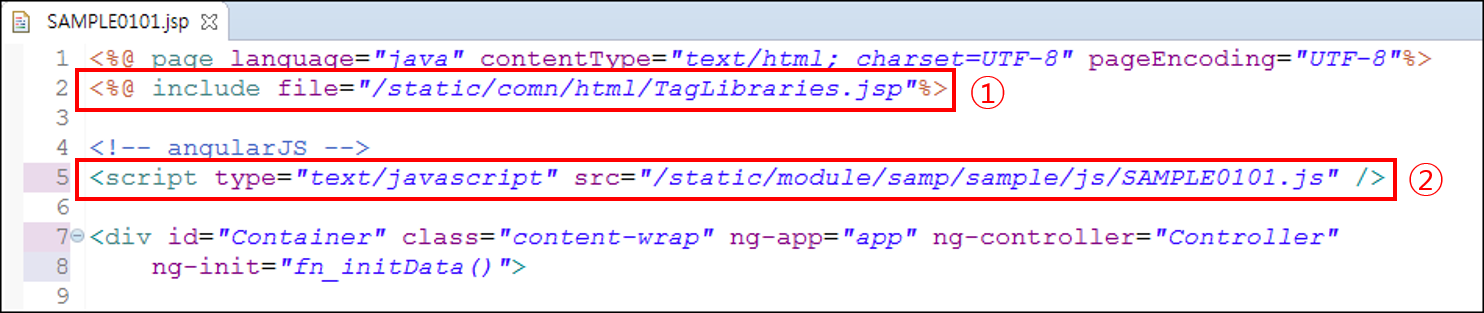 SAMPLE0101.jsp
1 <%@ page language="java" contentType="text/html; charset=UTF-8" pageEncoding="UTF-8"%>
2 <%@ include file="/static/comn/html/TagLibraries.jsp"%> ①
3
4 <!-- angularJS -->
5 <script type="text/javascript" src="/static/module/samp/sample/js/SAMPLE0101.js" /> ②
6
7 <div id="Container" class="content-wrap" ng-app="app" ng-controller="Controller"
8 ng-init="fn_initData()">
9